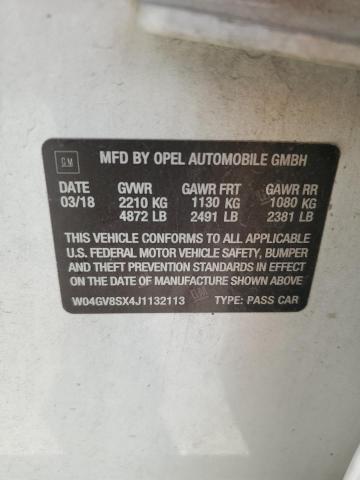 GM
MFD BY OPEL AUTOMOBILE GMBH
DATE GVWR GAWR FRT GAWR RR
03/18 2210 KG 1130 KG 1080 KG
4872 LB 2491 LB 2381 LB
THIS VEHICLE CONFORMS TO ALL APPLICABLE
U.S. FEDERAL MOTOR VEHICLE SAFETY, BUMPER
AND THEFT PREVENTION STANDARDS IN EFFECT
ON THE DATE OF MANUFACTURE SHOWN ABOVE.
W04GV8SX4J1132113 TYPE: PASS CAR